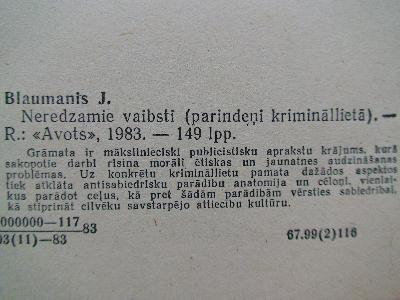 Blaumanis J.
Neredzamie vaibsti (parindeņi krimināllietā). —
R.: «Avots», 1983. — 149 lpp.
Grāmata ir mākslinieciski publicistisku aprakstu krājums, kurā
sakopotie darbi risina morāli ētiskas un jaunatnes audzināšanas
problēmas. Uz konkrētu krimināllietu pamata dažādos aspektos
tiek atklāta antisabiedrisku parādību anatomija un cēloņi, vienlai-
kus parādot ceļus, kā pret šādām parādībām vērsties sabiedrībai,
kā stiprināt cilvēku savstarpējo attiecību kultūru.
000000—117
03(11)—83
83
67.99(2)116